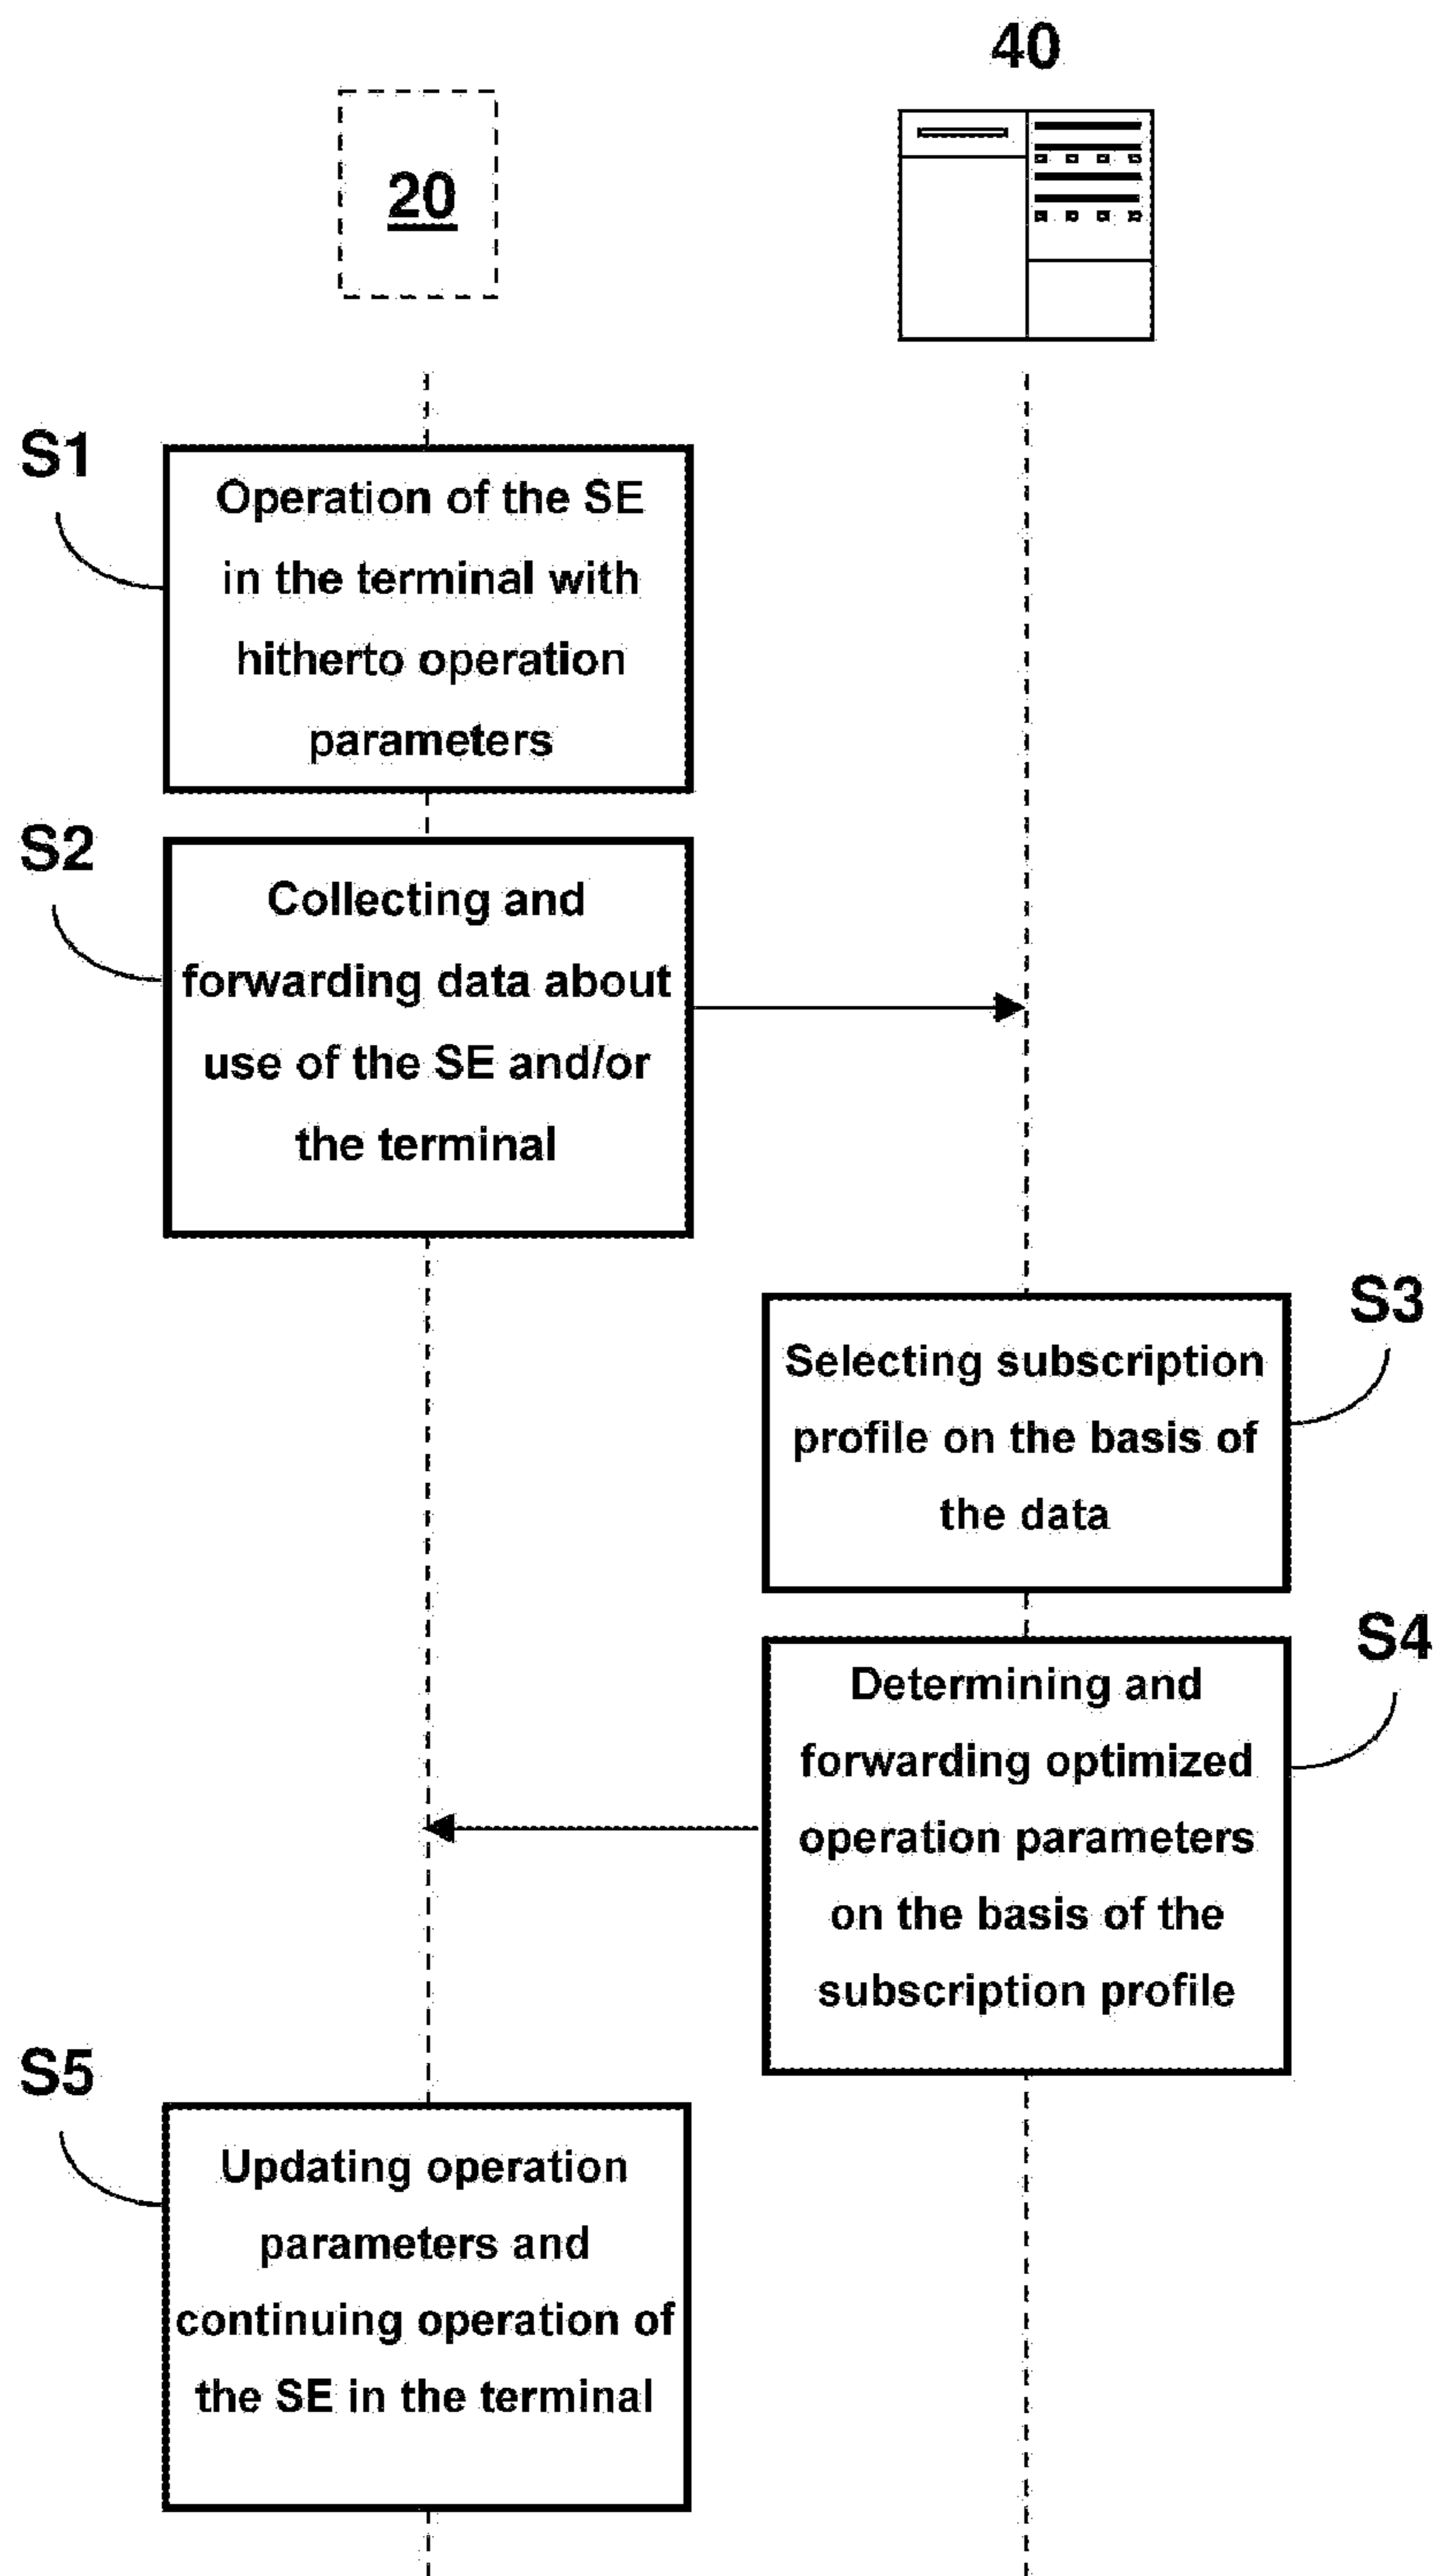 40
20
S1
Operation of the SE
in the terminal with
hitherto operation
parameters
S2
Collecting and
forwarding data about
use of the SE and/or
the terminal
S3
Selecting subscription
profile on the basis of
the data
S4
Determining and
forwarding optimized
operation parameters
on the basis of the
subscription profile
S5
Updating operation
parameters and
continuing operation of
the SE in the terminal